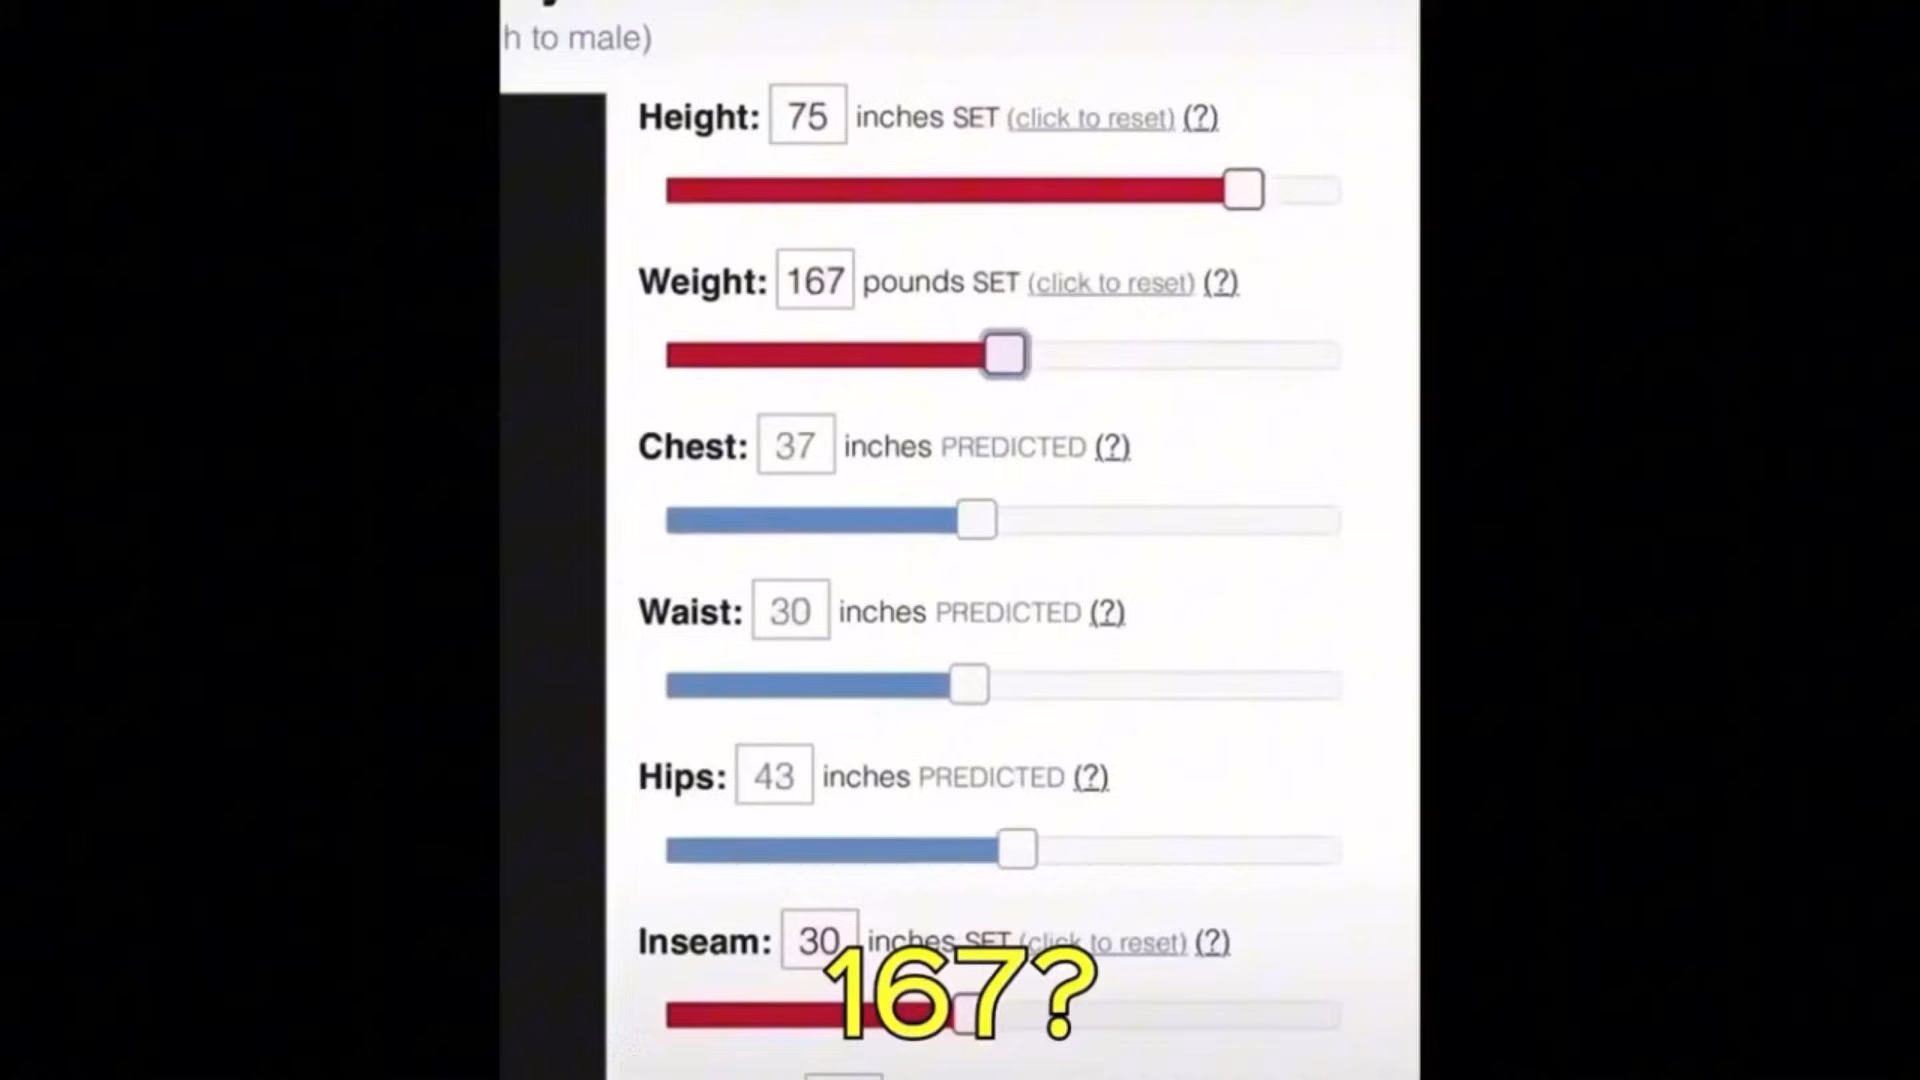 h to male)
Height: 75 inches SET (click to reset) (?)
Weight: 167 pounds SET (click to reset) (?)
Chest: 37 inches PREDICTED (?)
Waist: 30 inches PREDICTED (?)
Hips: 43 inches PREDICTED (?)
Inseam: 30 inches SET (click to reset) (?)
167?